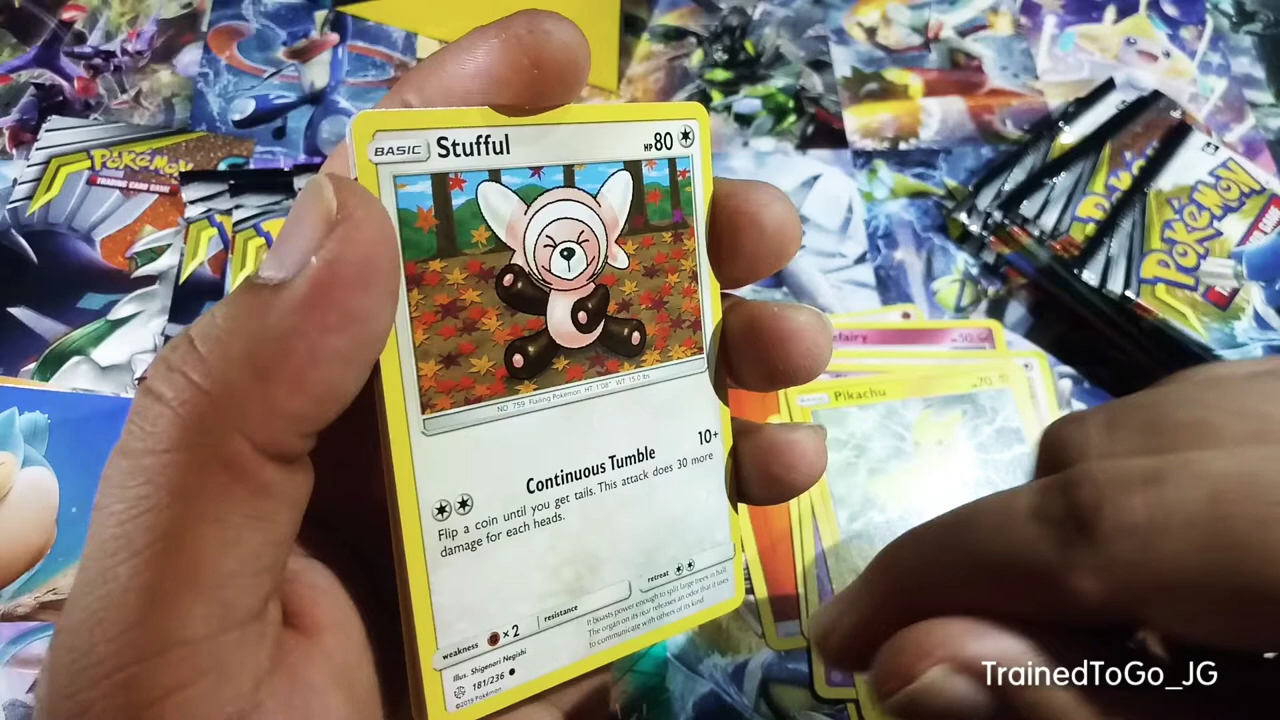 POKÉMON
TRADING CARD GAME
BASIC Stufful HP 80
NO. 759 Flailing Pokémon HT: 1'08" WT: 15.0 lbs
Continuous Tumble 10+
Flip a coin until you get tails. This attack does 30 more
damage for each heads.
weakness ×2 resistance retreat
It boasts power enough to split large trees in half.
The organ on its rear releases an odor that it uses
to communicate with others of its kind.
Illus. Shigenori Negishi
181/236
©2019 Pokémon
Pokémon
50
Pikachu 70
TrainedToGo_JG